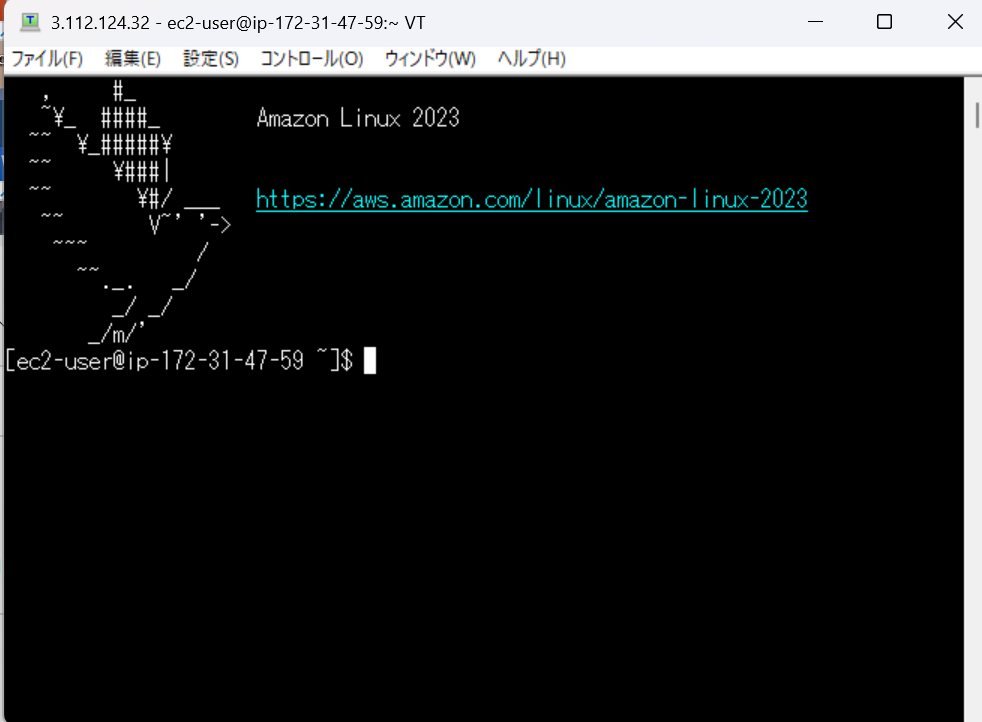 3.112.124.32 - ec2-user@ip-172-31-47-59:~ VT
ファイル(F) 編集(E) 設定(S) コントロール(O) ウィンドウ(W) ヘルプ(H)
   ,     #_
   ~¥_  ####_        Amazon Linux 2023
  ~~  ¥_#####¥
  ~~     ¥###|
  ~~       ¥#/ ___   https://aws.amazon.com/linux/amazon-linux-2023
   ~~       V~' '->
    ~~~         /
      ~~._.   _/
         _/ _/
       _/m/'
[ec2-user@ip-172-31-47-59 ~]$